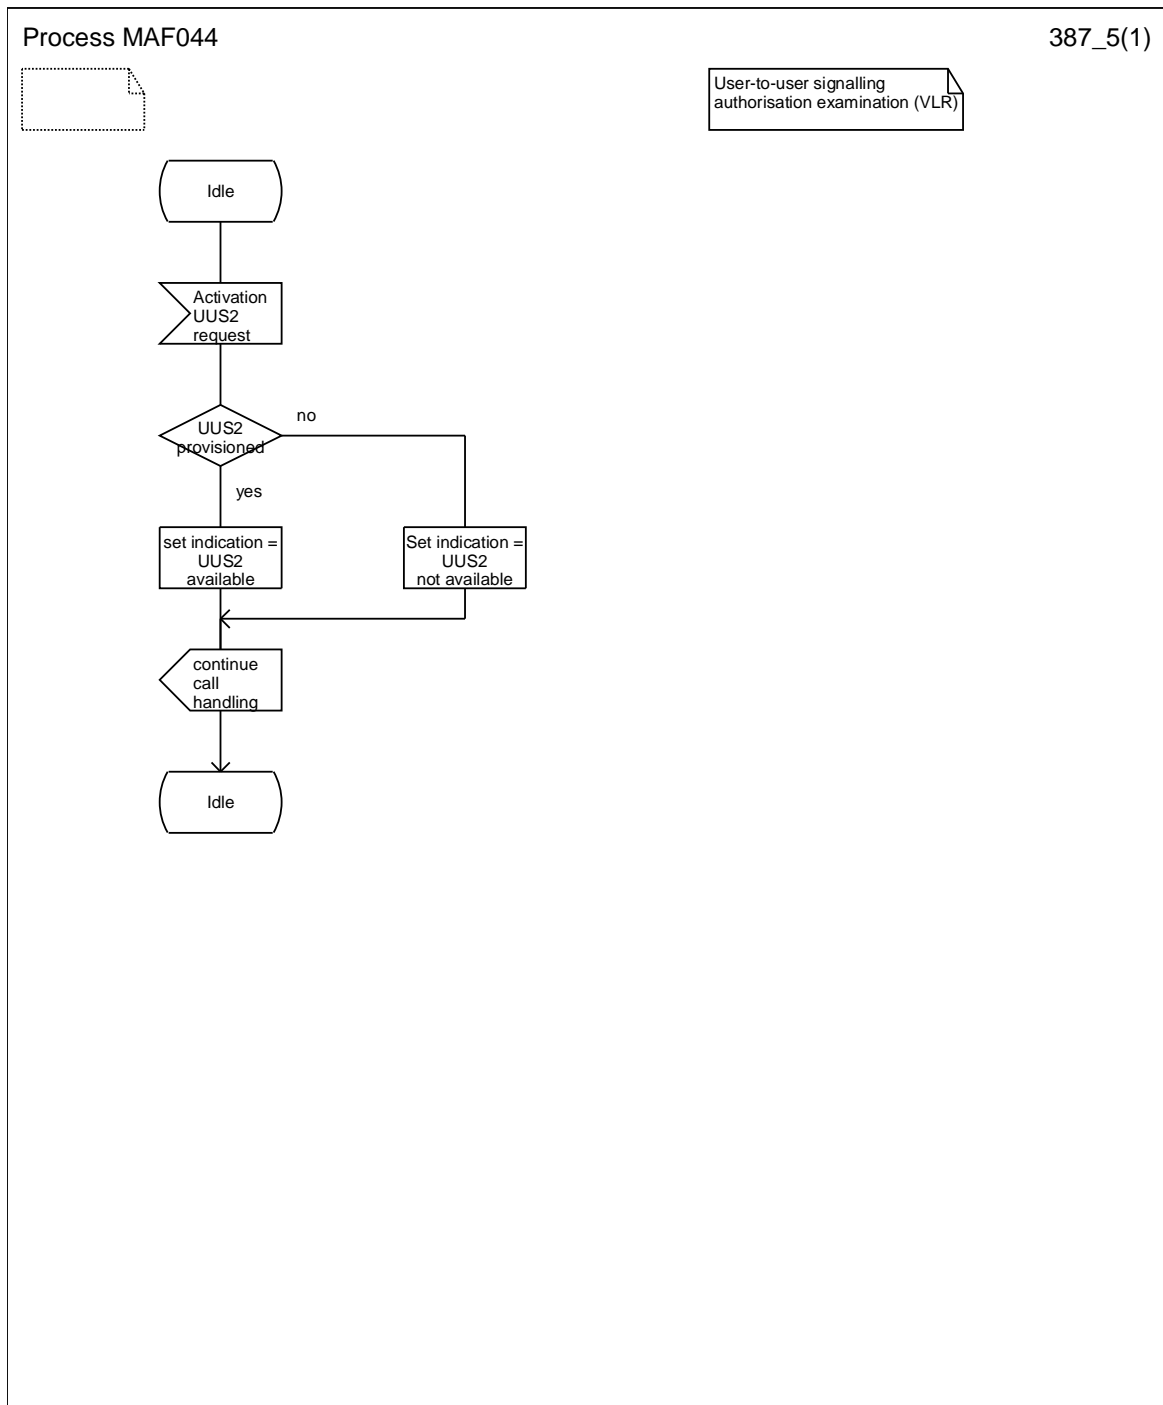 Process MAF044
387_5(1)
User-to-user signalling
authorisation examination (VLR)
Idle
Activation
UUS2
request
UUS2
provisioned
no
yes
set indication =
UUS2
available
Set indication =
UUS2
not available
continue
call
handling
Idle